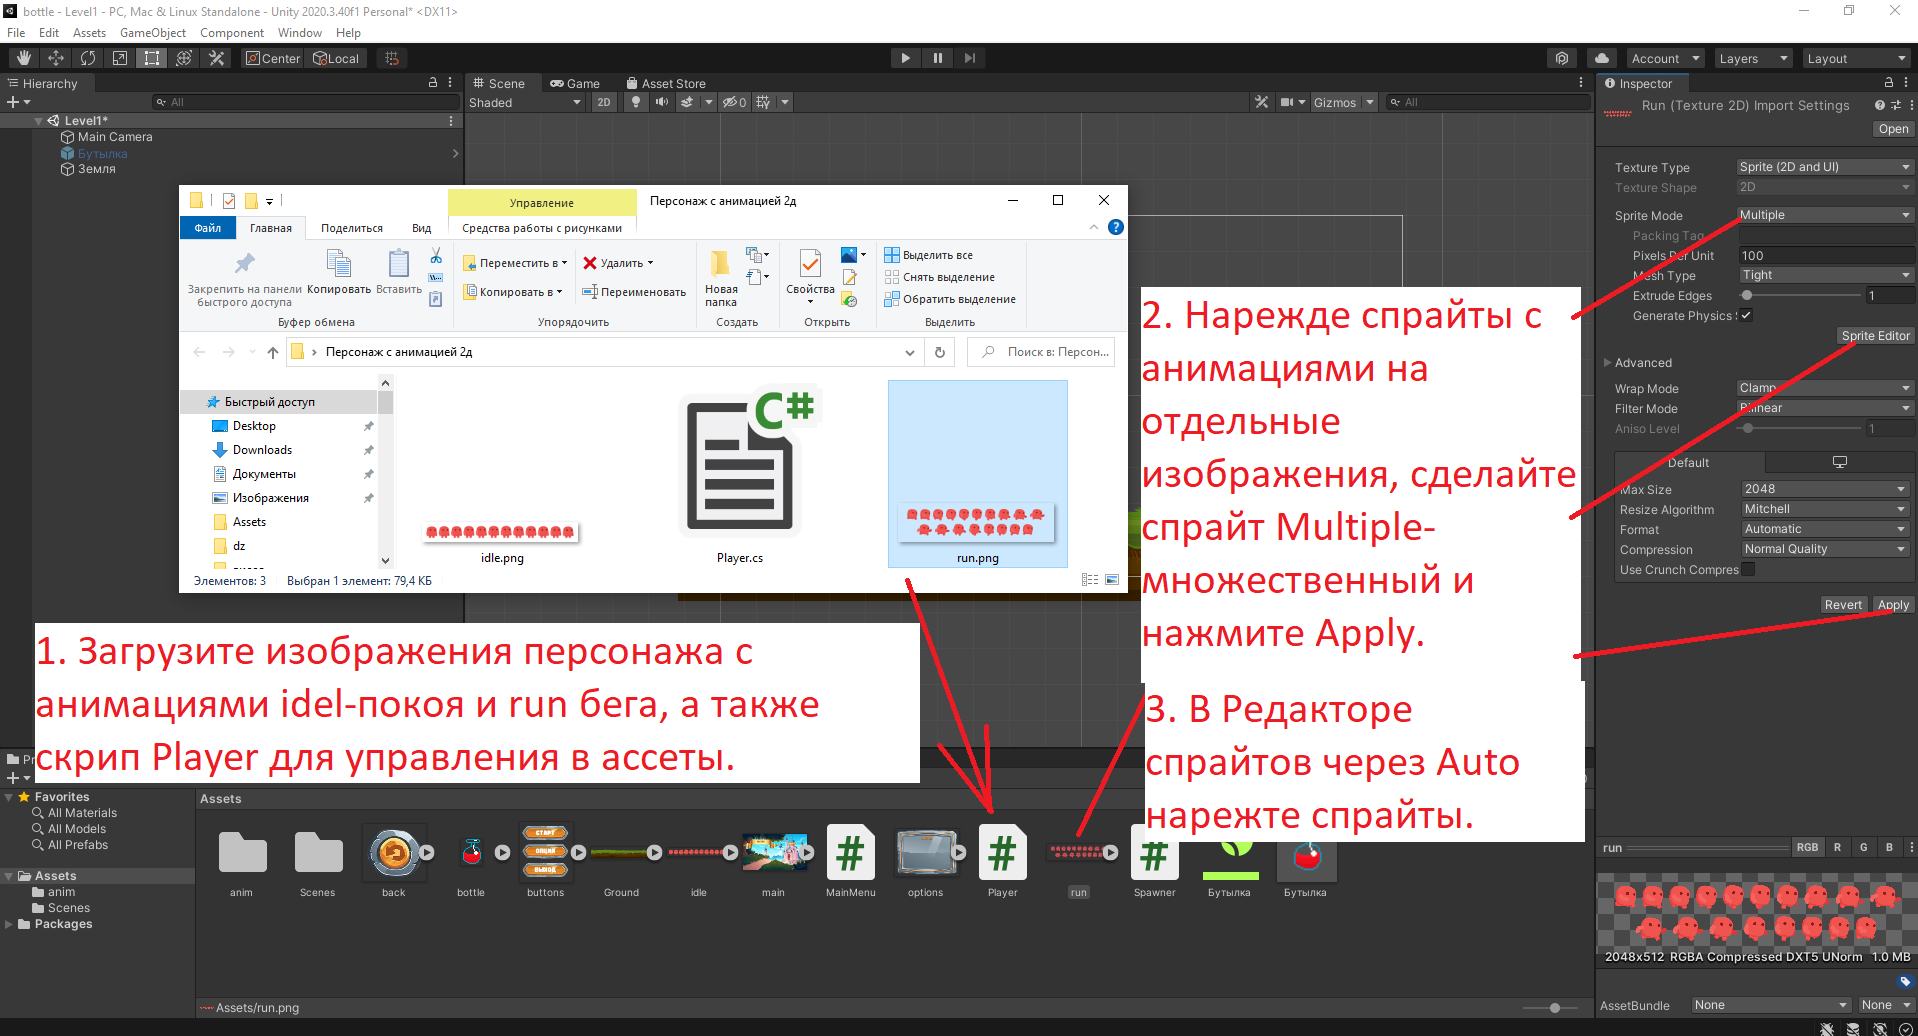 bottle - Level1 - PC, Mac & Linux Standalone - Unity 2020.3.40f1 Personal* <DX11>
File Edit Assets GameObject Component Window Help
Center Local Account Layers Layout
Hierarchy
All
Level1*
Main Camera
Бутылка
Земля
Scene Game Asset Store
Shaded 2D 0 Gizmos All
Управление Персонаж с анимацией 2д
Файл Главная Поделиться Вид Средства работы с рисунками
Закрепить на панели
быстрого доступа
Копировать Вставить
Переместить в
Копировать в
Удалить
Переименовать
Новая
папка
Свойства
Выделить все
Снять выделение
Обратить выделение
Буфер обмена Упорядочить Создать Открыть Выделить
Персонаж с анимацией 2д
Поиск в: Персон...
Быстрый доступ
Desktop
Downloads
Документы
Изображения
Assets
dz
idle.png Player.cs run.png
Элементов: 3 Выбран 1 элемент: 79,4 КБ
1. Загрузите изображения персонажа с
анимациями idel-покоя и run бега, а также
скрип Player для управления в ассеты.
2. Нарежде спрайты с
анимациями на
отдельные
изображения, сделайте
спрайт Multiple-
множественный и
нажмите Apply.
3. В Редакторе
спрайтов через Auto
нарежте спрайты.
Inspector
Run (Texture 2D) Import Settings
Open
Texture Type Sprite (2D and UI)
Texture Shape 2D
Sprite Mode Multiple
Packing Tag
Pixels Per Unit 100
Mesh Type Tight
Extrude Edges 1
Generate Physics S
Sprite Editor
Advanced
Wrap Mode Clamp
Filter Mode Bilinear
Aniso Level 1
Default
Max Size 2048
Resize Algorithm Mitchell
Format Automatic
Compression Normal Quality
Use Crunch Compres
Revert Apply
Favorites
All Materials
All Models
All Prefabs
Assets
anim
Scenes
Packages
Assets
СТАРТ
ОПЦИИ
ВЫХОД
anim Scenes back bottle buttons Ground idle main MainMenu options Player run Spawner Бутылка Бутылка
Assets/run.png
run RGB R G B
2048x512 RGBA Compressed DXT5 UNorm 1.0 MB
AssetBundle None None